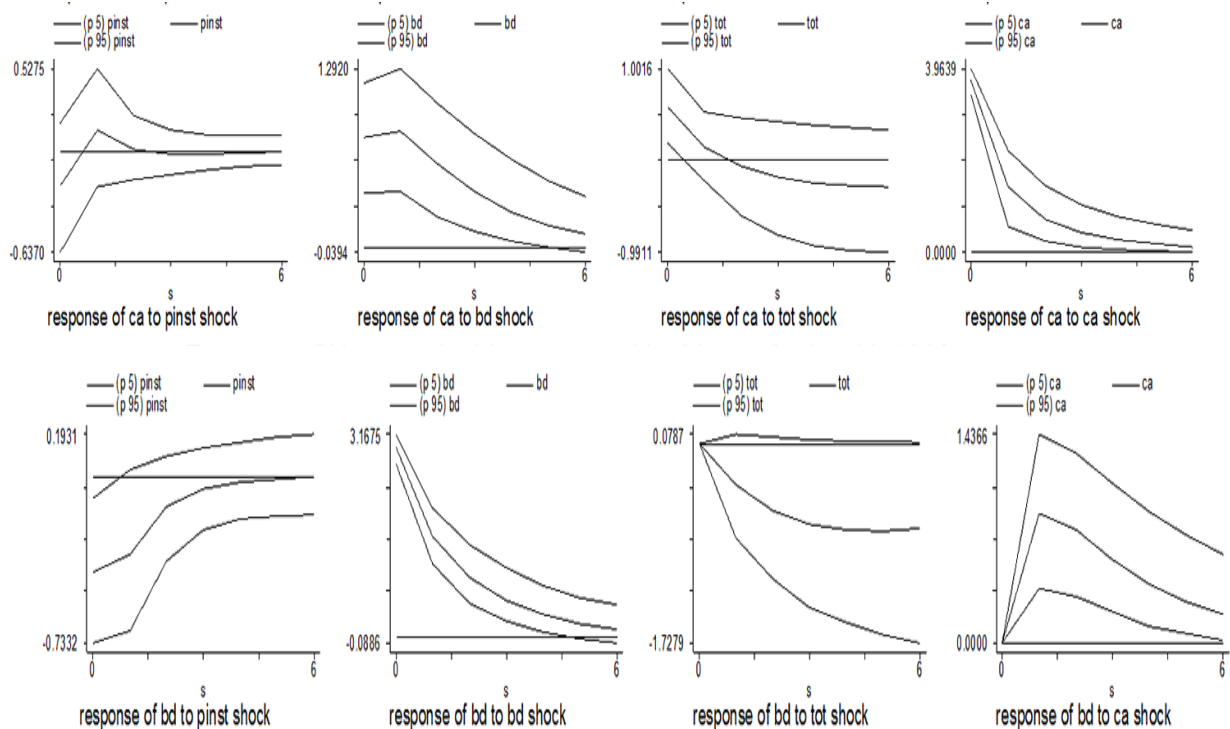 (p 5) pinst pinst
(p 95) pinst
0.5275
-0.6370
0 6
s
response of ca to pinst shock
(p 5) bd bd
(p 95) bd
1.2920
-0.0394
0 6
s
response of ca to bd shock
(p 5) tot tot
(p 95) tot
1.0016
-0.9911
0 6
s
response of ca to tot shock
(p 5) ca ca
(p 95) ca
3.9639
0.0000
0 6
s
response of ca to ca shock
(p 5) pinst pinst
(p 95) pinst
0.1931
-0.7332
0 6
s
response of bd to pinst shock
(p 5) bd bd
(p 95) bd
3.1675
-0.0886
0 6
s
response of bd to bd shock
(p 5) tot tot
(p 95) tot
0.0787
-1.7279
0 6
s
response of bd to tot shock
(p 5) ca ca
(p 95) ca
1.4366
0.0000
0 6
s
response of bd to ca shock